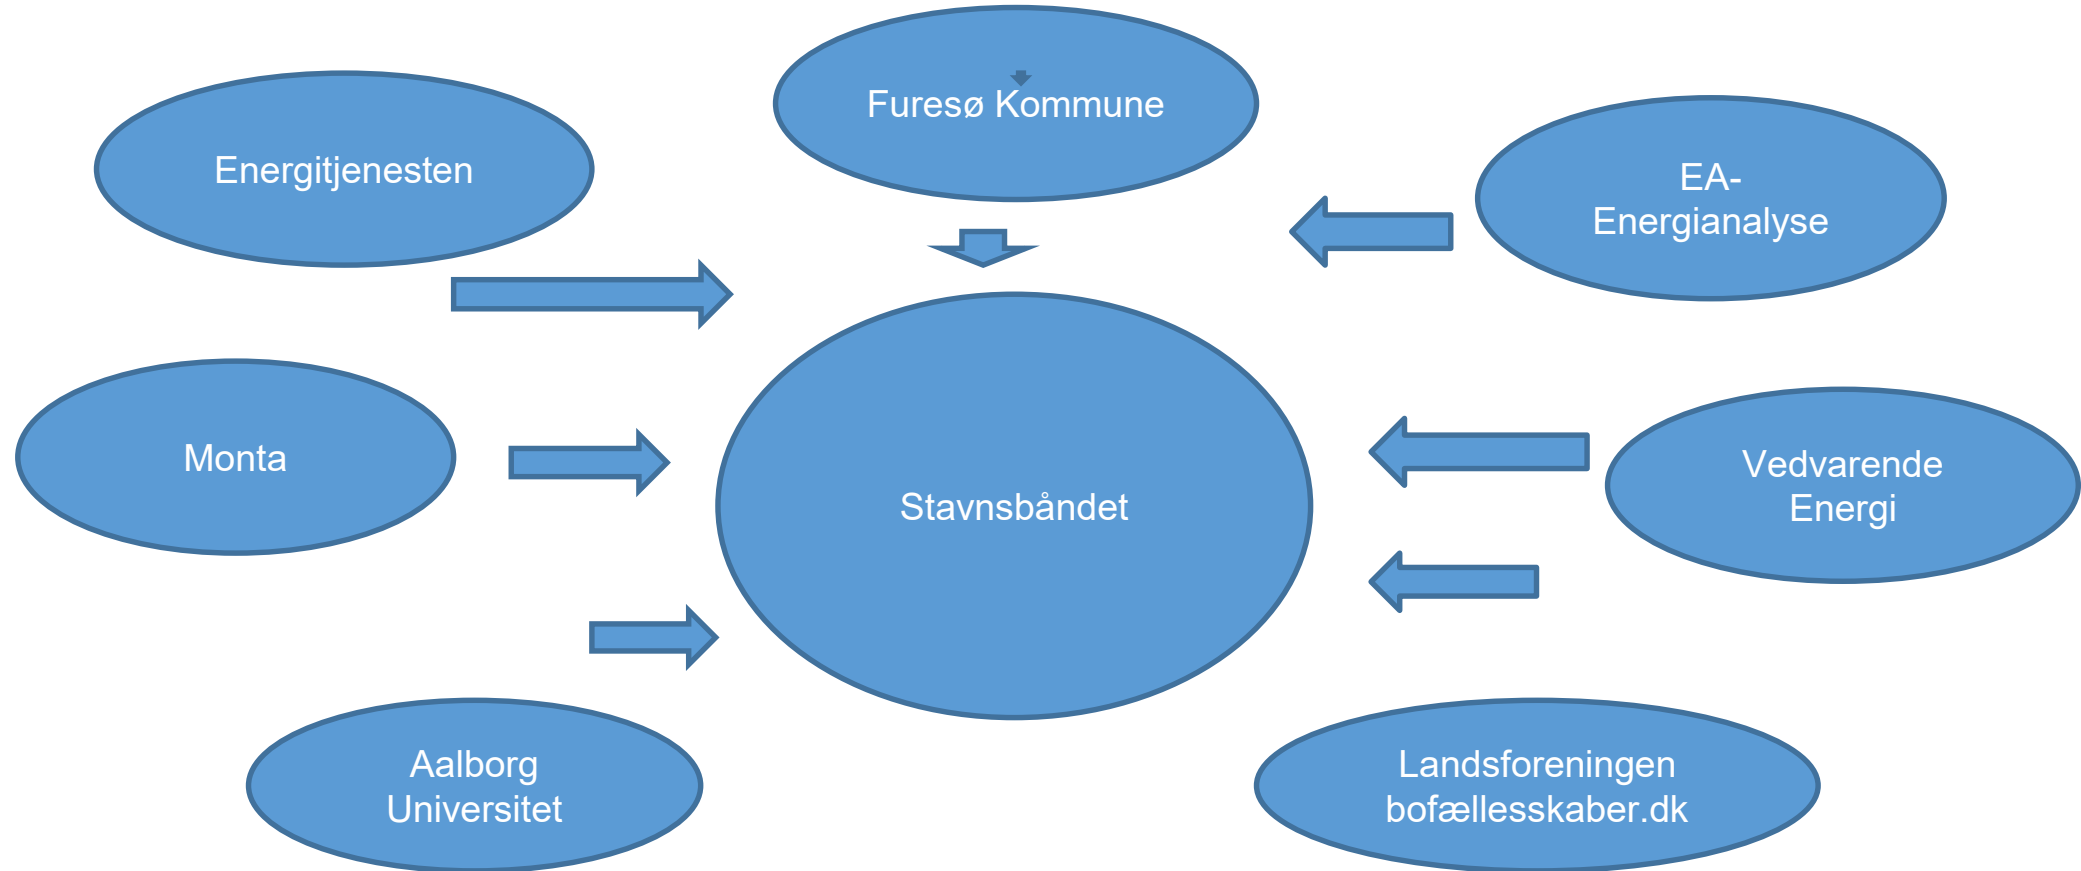 Furesø Kommune
Energitjenesten
EA-
Energianalyse
Monta
Vedvarende
Energi
Stavnsbåndet
Aalborg
Universitet
Landsforeningen
bofællesskaber.dk